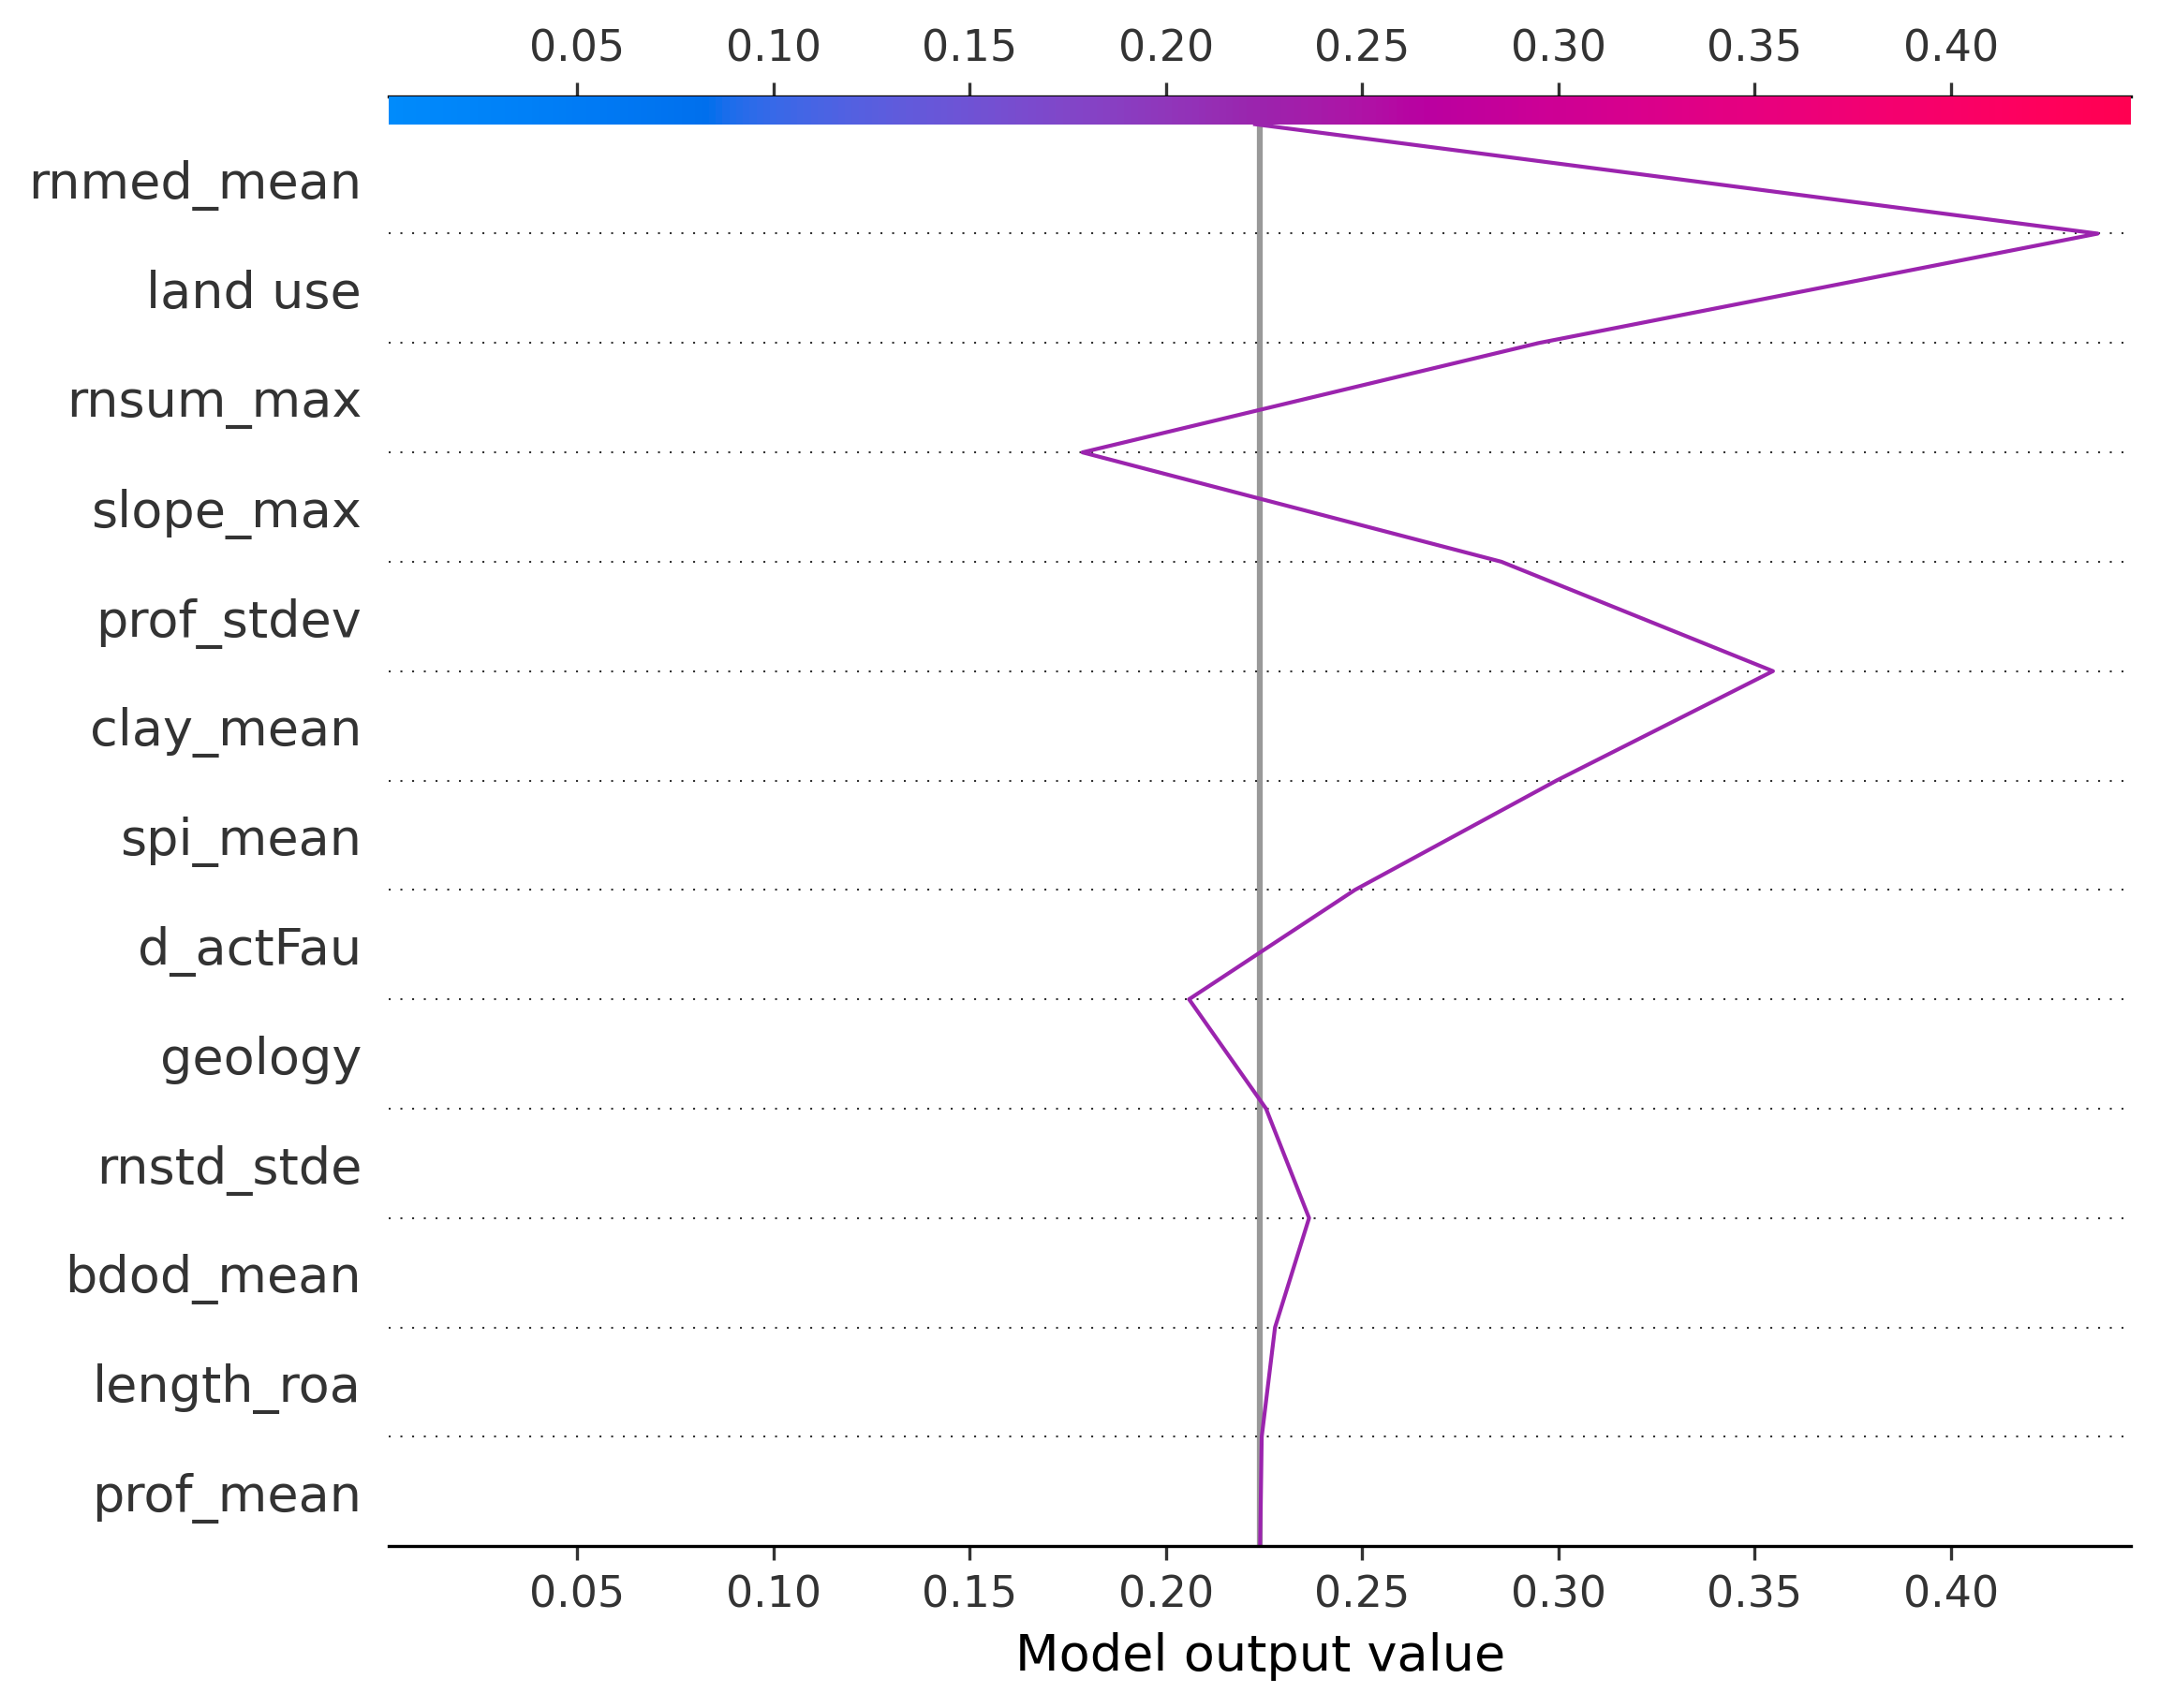 0.05 0.10 0.15 0.20 0.25 0.30 0.35 0.40
rnmed_mean
land use
rnsum_max
slope_max
prof_stdev
clay_mean
spi_mean
d_actFau
geology
rnstd_stde
bdod_mean
length_roa
prof_mean
0.05 0.10 0.15 0.20 0.25 0.30 0.35 0.40
Model output value